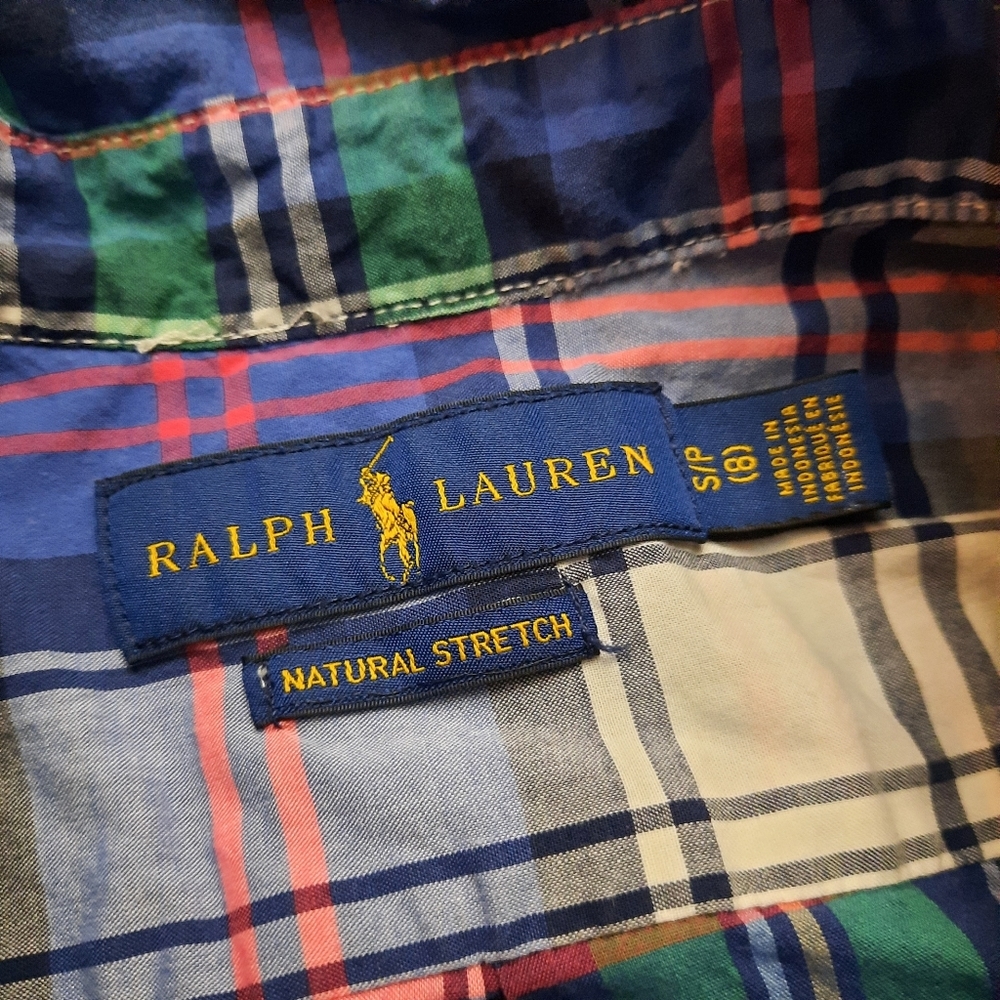 RALPH LAUREN
S/P
(8)
MADE IN
INDONESIA
FABRIQUÉ EN
INDONÉSIE
NATURAL STRETCH